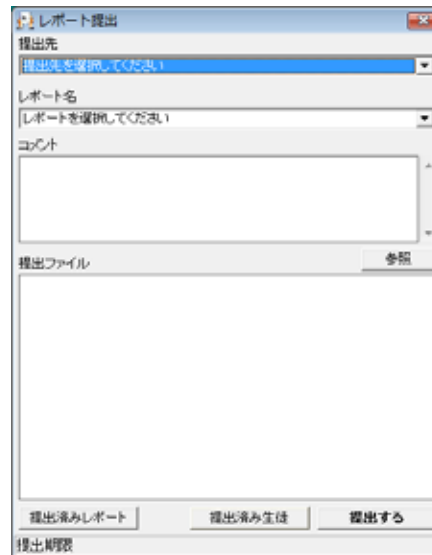 レポート提出
提出先
提出先を選択してください
レポート名
レポートを選択してください
コメント
提出ファイル
参照
提出済みレポート
提出済み生徒
提出する
提出期限